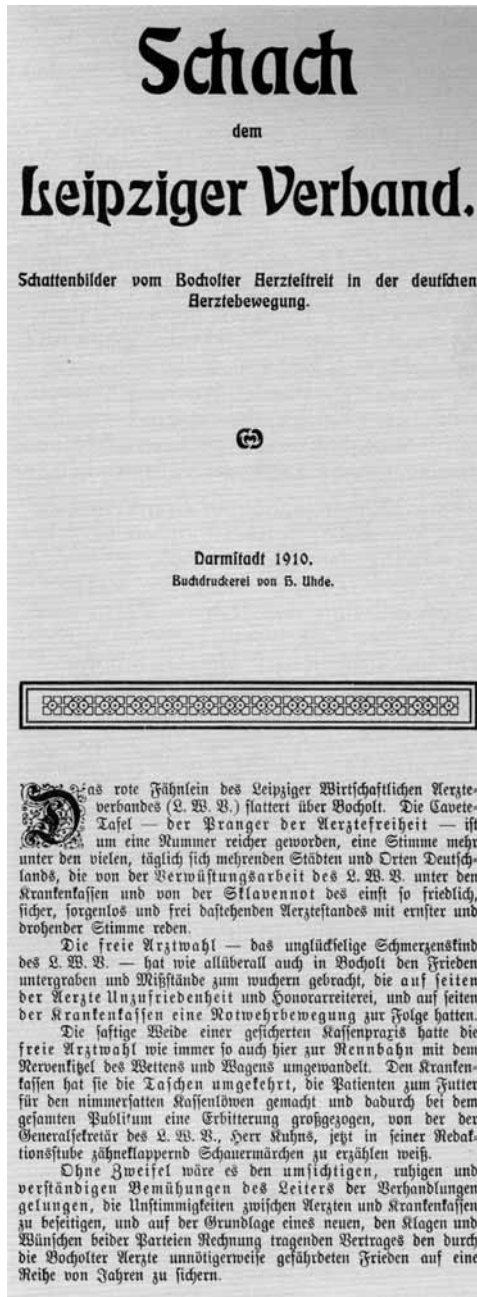 Schach
dem
Leipziger Verband.
Schattenbilder vom Bocholter Aerztestreit in der deutschen
Aerztebewegung.
Darmstadt 1910.
Buchdruckerei von H. Uhde.
Das rote Fähnlein des Leipziger Wirtschaftlichen Aerzte-
verbandes (L. W. V.) flattert über Bocholt. Die Cavete-
Tafel — der Pranger der Aerztefreiheit — ist
um eine Nummer reicher geworden, eine Stimme mehr
unter den vielen, täglich sich mehrenden Städten und Orten Deutsch-
lands, die von der Verwüstungsarbeit des L. W. V. unter den
Krankenkassen und von der Sklavennot des einst so friedlich,
sicher, sorgenlos und frei dastehenden Aerztestandes mit ernster und
drohender Stimme reden.
Die freie Arztwahl — das unglückselige Schmerzenskind
des L. W. V. — hat wie allüberall auch in Bocholt den Frieden
untergraben und Mißstände zum wuchern gebracht, die auf seiten
der Aerzte Unzufriedenheit und Honorarreiterei, und auf seiten
der Krankenkassen eine Notwehrbewegung zur Folge hatten.
Die saftige Weide einer gesicherten Kassenpraxis hatte die
freie Arztwahl wie immer so auch hier zur Rennbahn mit dem
Nervenkitzel des Wettens und Wagens umgewandelt. Den Kranken-
kassen hat sie die Taschen umgekehrt, die Patienten zum Futter
für den nimmersatten Kassenlöwen gemacht und dadurch bei dem
gesamten Publikum eine Erbitterung großgezogen, von der der
Generalsekretär des L. W. V., Herr Kuhns, jetzt in seiner Redak-
tionsstube zähneklappernd Schauermärchen zu erzählen weiß.
Ohne Zweifel wäre es den umsichtigen, ruhigen und
verständigen Bemühungen des Leiters der Verhandlungen
gelungen, die Unstimmigkeiten zwischen Aerzten und Krankenkassen
zu beseitigen, und auf der Grundlage eines neuen, den Klagen und
Wünschen beider Parteien Rechnung tragenden Vertrages den durch
die Bocholter Aerzte unnötigerweise gefährdeten Frieden auf eine
Reihe von Jahren zu sichern.